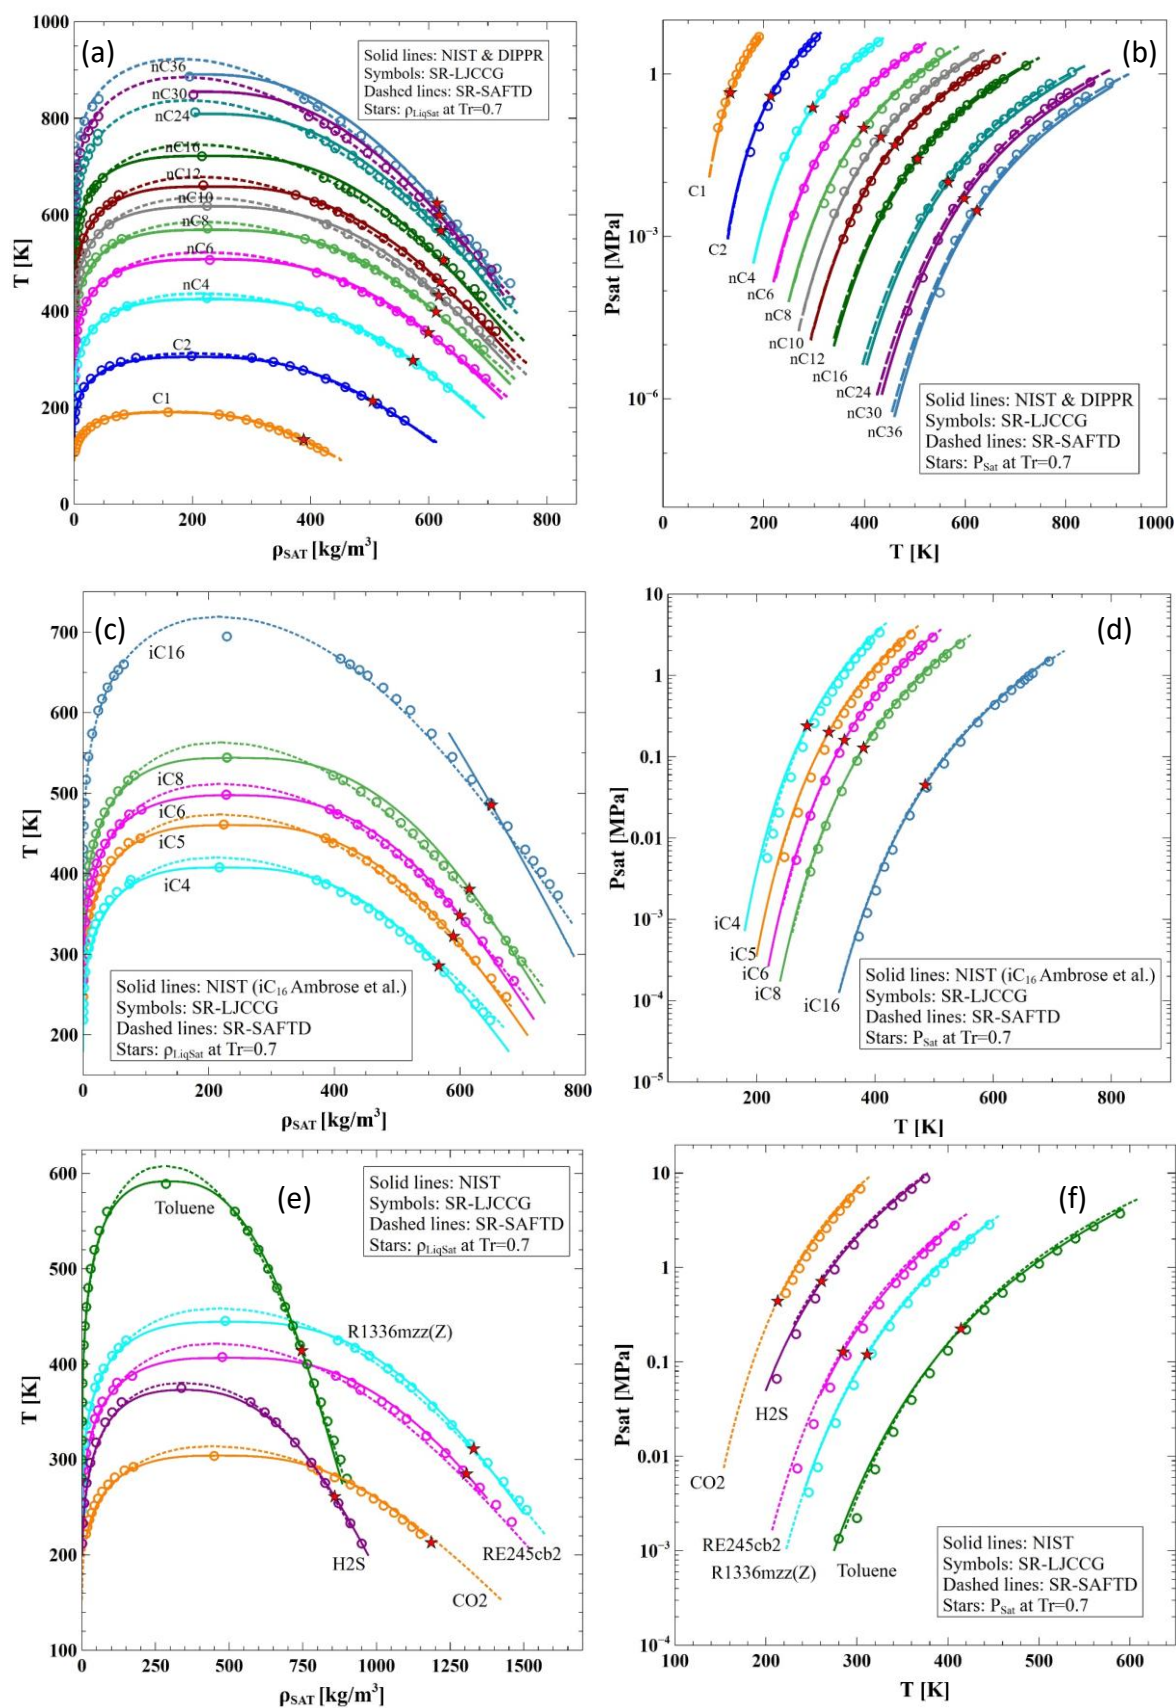 (a)
Solid lines: NIST & DIPPR
Symbols: SR-LJCCG
Dashed lines: SR-SAFTD
Stars: ρLiqSat at Tr=0.7
1000
800
600
400
200
0
T [K]
nC36
nC30
nC24
nC16
nC12
nC10
nC8
nC6
nC4
C2
C1
0 200 400 600 800
ρSAT [kg/m³]
(b)
1
10⁻³
10⁻⁶
Psat [MPa]
C1
C2
nC4
nC6
nC8
nC10
nC12
nC16
nC24
nC30
nC36
Solid lines: NIST & DIPPR
Symbols: SR-LJCCG
Dashed lines: SR-SAFTD
Stars: PSat at Tr=0.7
0 200 400 600 800 1000
T [K]
(c)
700
600
500
400
300
200
T [K]
iC16
iC8
iC6
iC5
iC4
Solid lines: NIST (iC16 Ambrose et al.)
Symbols: SR-LJCCG
Dashed lines: SR-SAFTD
Stars: ρLiqSat at Tr=0.7
0 200 400 600 800
ρSAT [kg/m³]
(d)
10
1
0.1
0.01
10⁻³
10⁻⁴
10⁻⁵
Psat [MPa]
iC4
iC5
iC6
iC8
iC16
Solid lines: NIST (iC16 Ambrose et al.)
Symbols: SR-LJCCG
Dashed lines: SR-SAFTD
Stars: PSat at Tr=0.7
200 400 600 800
T [K]
(e)
Solid lines: NIST
Symbols: SR-LJCCG
Dashed lines: SR-SAFTD
Stars: ρLiqSat at Tr=0.7
600
500
400
300
200
100
T [K]
Toluene
R1336mzz(Z)
RE245cb2
H2S
CO2
0 250 500 750 1000 1250 1500
ρSAT [kg/m³]
(f)
10
1
0.1
0.01
10⁻³
10⁻⁴
Psat [MPa]
CO2
H2S
RE245cb2
R1336mzz(Z)
Toluene
Solid lines: NIST
Symbols: SR-LJCCG
Dashed lines: SR-SAFTD
Stars: PSat at Tr=0.7
100 200 300 400 500 600
T [K]